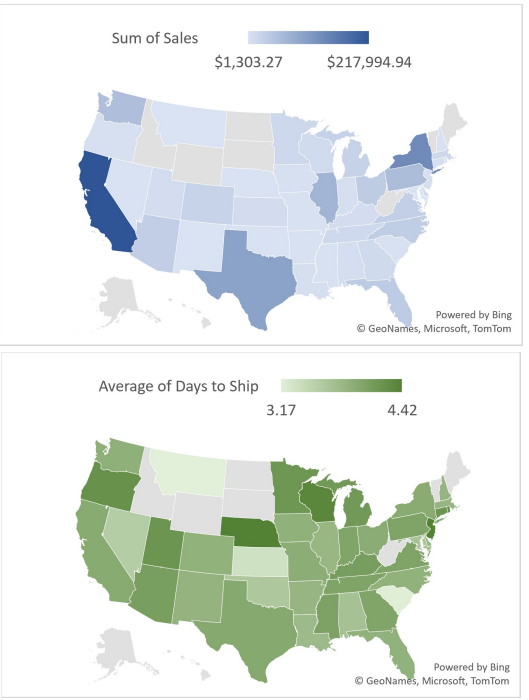 Sum of Sales
$1,303.27 $217,994.94
Powered by Bing
© GeoNames, Microsoft, TomTom
Average of Days to Ship
3.17 4.42
Powered by Bing
© GeoNames, Microsoft, TomTom